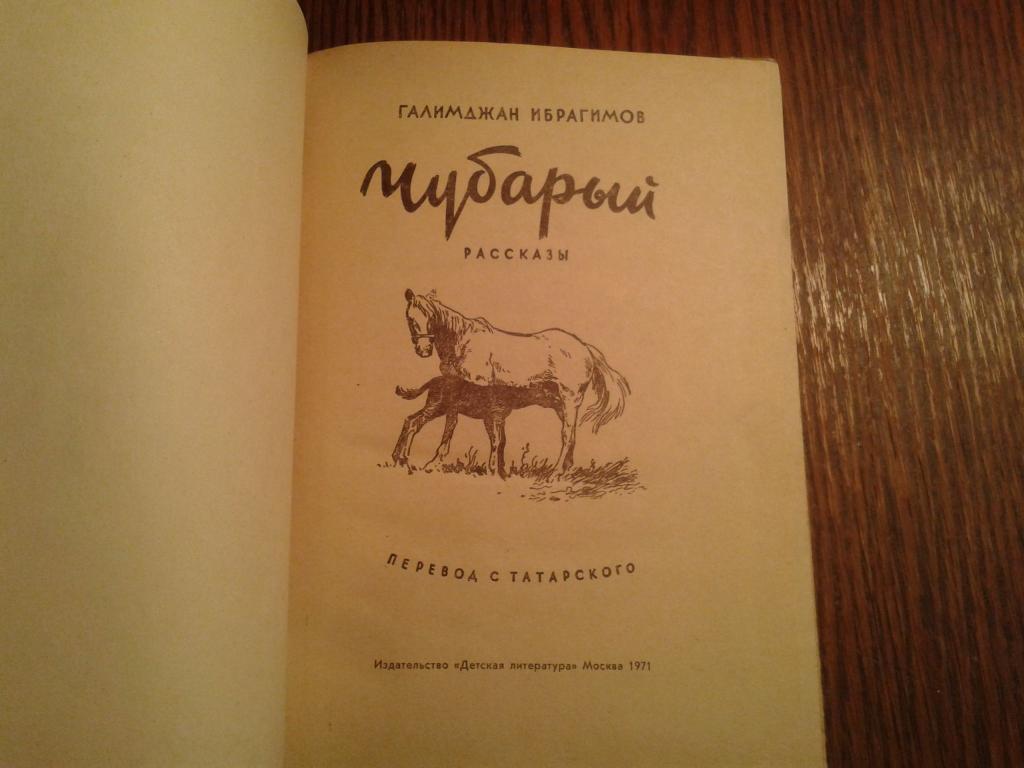 ГАЛИМДЖАН ИБРАГИМОВ
Чубарый
РАССКАЗЫ
ПЕРЕВОД С ТАТАРСКОГО
Издательство «Детская литература» Москва 1971